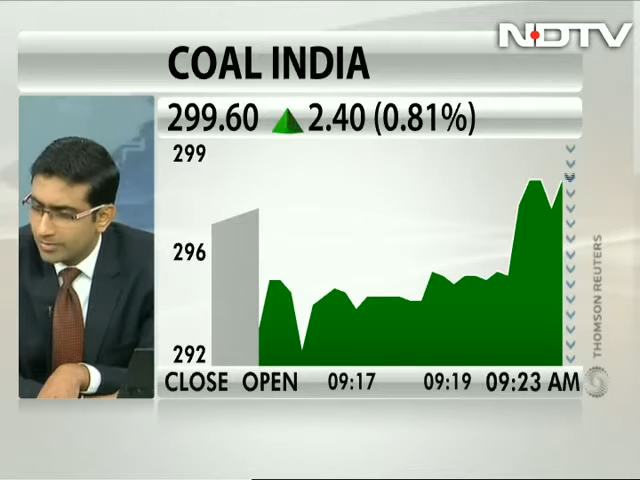 NDTV
COAL INDIA
299.60 ▲ 2.40 (0.81%)
299
296
292
CLOSE OPEN 09:17 09:19 09:23 AM
THOMSON REUTERS